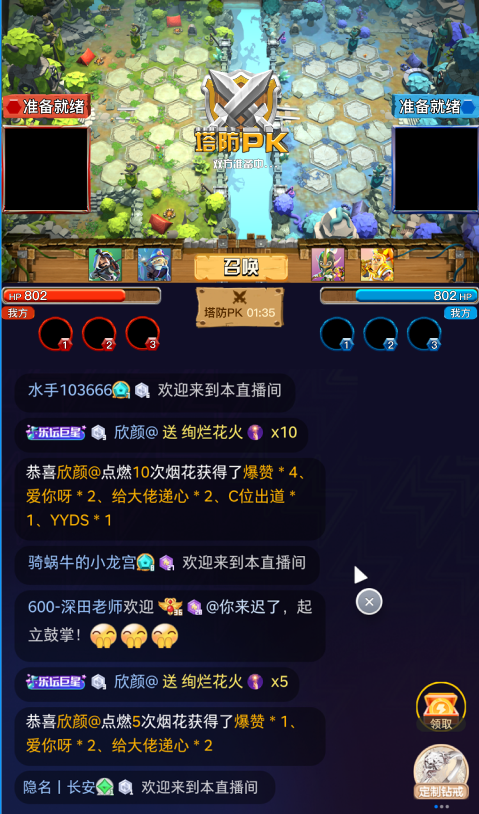 准备就绪
准备就绪
塔防PK
双方准备中...
召唤
HP 802
802 HP
我方
塔防PK 01:35
我方
1 2 3
1 2 3
水手103666 欢迎来到本直播间
乐坛巨星 欣颜@ 送 绚烂花火 x10
恭喜欣颜@点燃10次烟花获得了爆赞*4、
爱你呀*2、给大佬递心*2、C位出道*
1、YYDS*1
骑蜗牛的小龙宫 欢迎来到本直播间
600-深田老师欢迎 @你来迟了，起
立鼓掌！
乐坛巨星 欣颜@ 送 绚烂花火 x5
恭喜欣颜@点燃5次烟花获得了爆赞*1、
爱你呀*2、给大佬递心*2
领取
定制钻戒
隐名丨长安 欢迎来到本直播间